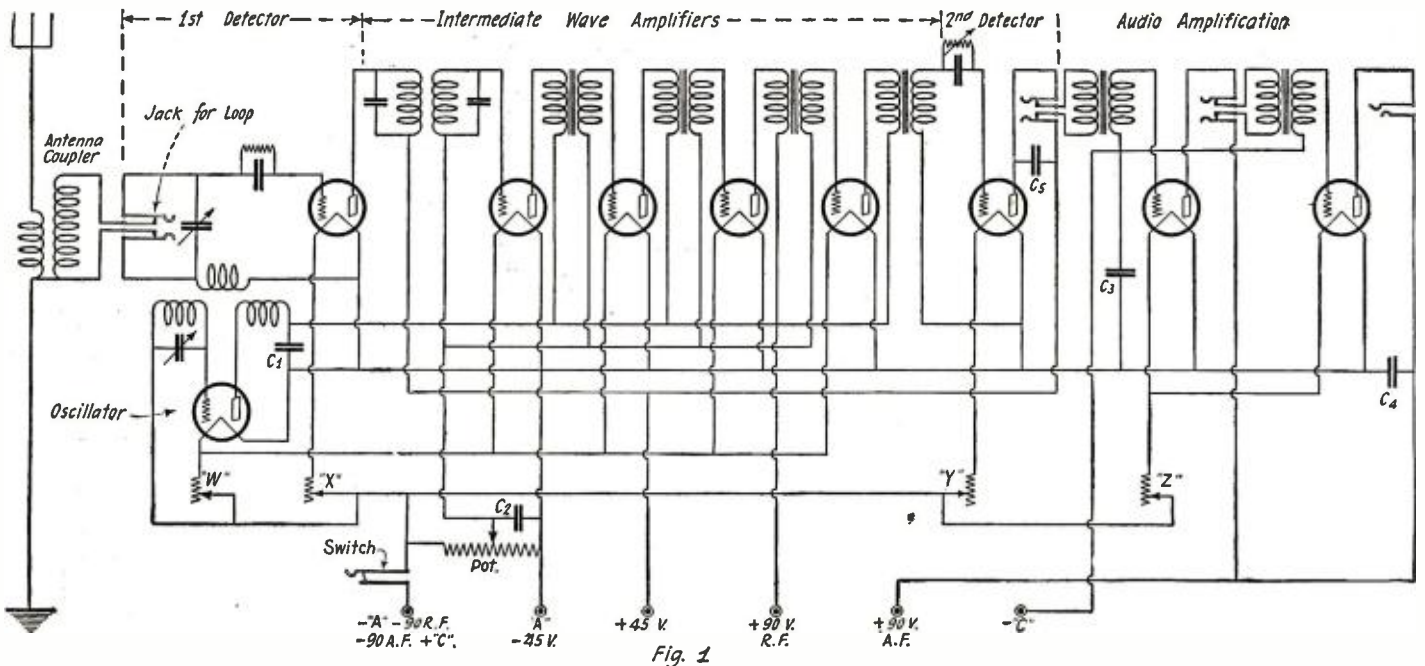 1st Detector
Intermediate Wave Amplifiers
2nd Detector
Audio Amplification
Jack for Loop
Antenna
Coupler
C5
C3
C1
C4
Oscillator
"W"
"X"
"Y"
"Z"
C2
Switch
Pot.
-"A" -90 R.F.
-90 A.F. +"C".
"A"
-45 V.
+45 V.
+90 V.
R.F.
+90 V.
A.F.
-"C"
Fig. 1